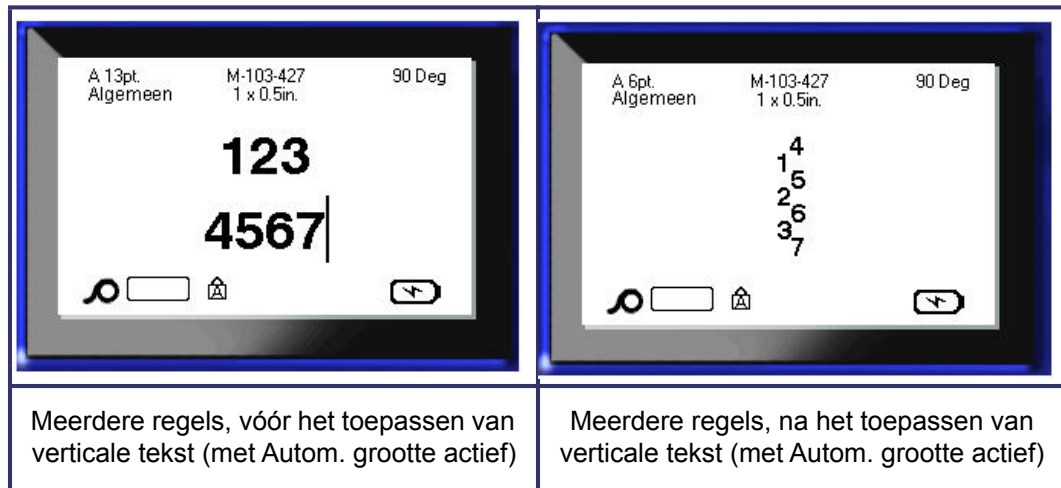 A 13pt. M-103-427 90 Deg
Algemeen 1 x 0.5in.
123
4567
A
Meerdere regels, vóór het toepassen van
verticale tekst (met Autom. grootte actief)
A 6pt. M-103-427 90 Deg
Algemeen 1 x 0.5in.
4
1
5
2
6
3
7
A
Meerdere regels, na het toepassen van
verticale tekst (met Autom. grootte actief)